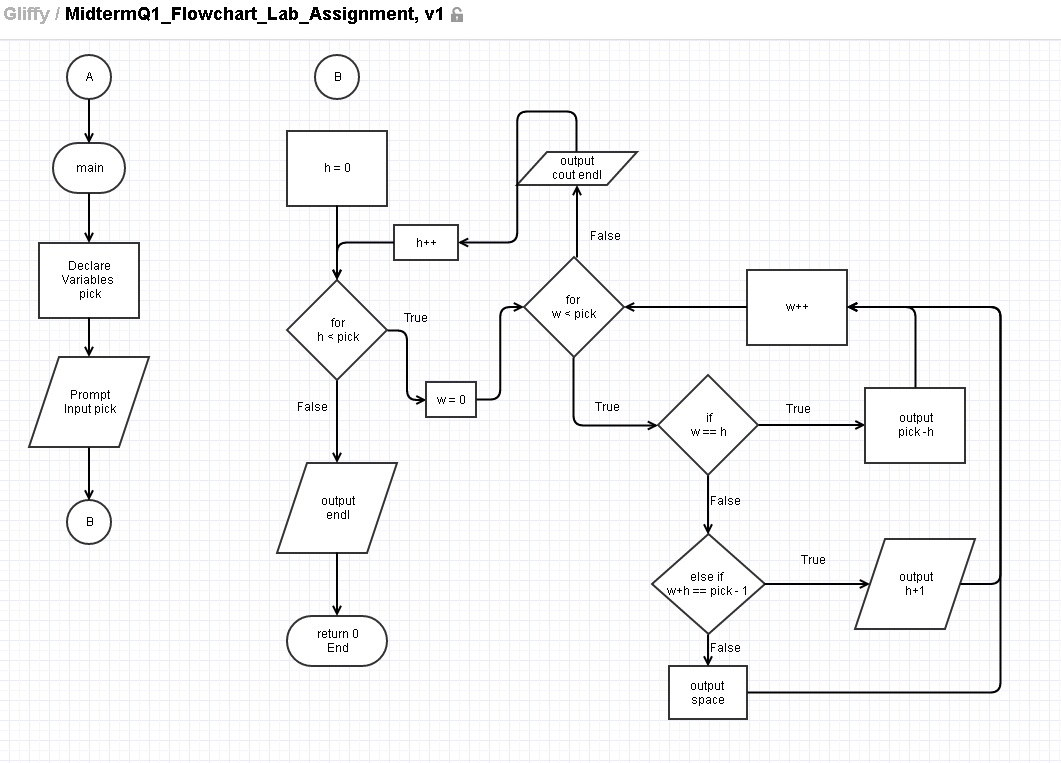 Gliffy / MidtermQ1_Flowchart_Lab_Assignment, v1
A
main
Declare
Variables
pick
Prompt
Input pick
B
B
h = 0
h++
for
h < pick
True
False
w = 0
output
endl
return 0
End
output
cout endl
False
for
w < pick
True
w++
if
w == h
True
output
pick -h
False
else if
w+h == pick - 1
True
output
h+1
False
output
space